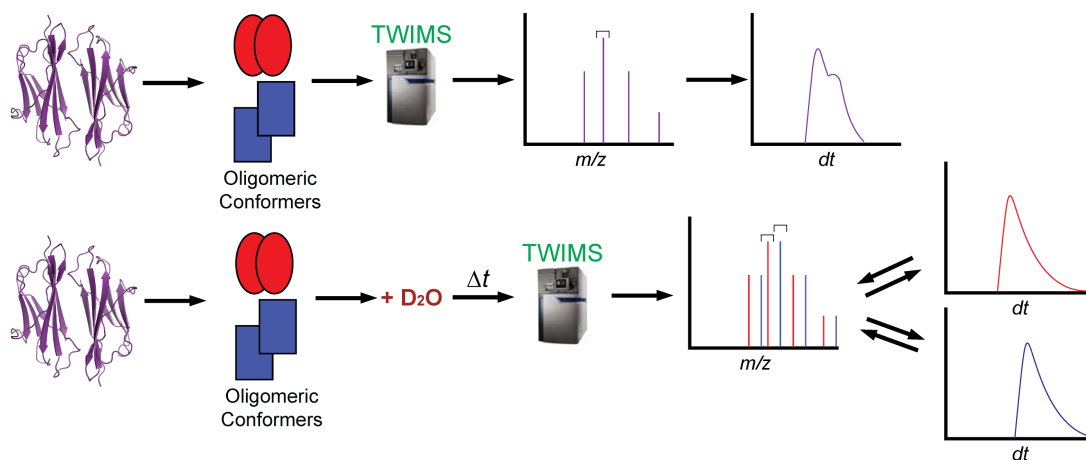 TWIMS
m/z
dt
Oligomeric
Conformers
+ D₂O
Δt
TWIMS
m/z
dt
dt
Oligomeric
Conformers